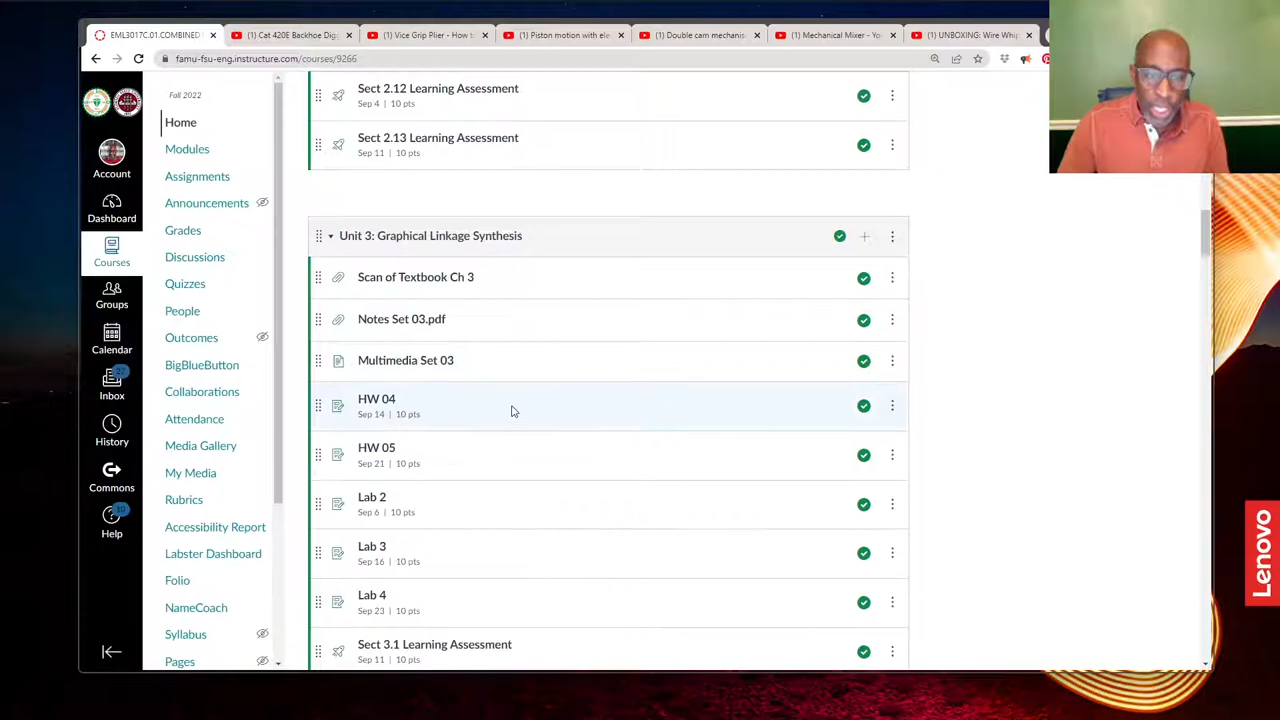 EML3017C.01.COMBINED
(1) Cat 420E Backhoe Digg
(1) Vice Grip Plier - How to
(1) Piston motion with ele
(1) Double cam mechanis
(1) Mechanical Mixer - Yo
(1) UNBOXING: Wire Whip
famu-fsu-eng.instructure.com/courses/9266
Account
Dashboard
Courses
Groups
Calendar
27
Inbox
History
Commons
10
Help
Fall 2022
Home
Modules
Assignments
Announcements
Grades
Discussions
Quizzes
People
Outcomes
BigBlueButton
Collaborations
Attendance
Media Gallery
My Media
Rubrics
Accessibility Report
Labster Dashboard
Folio
NameCoach
Syllabus
Pages
Sect 2.12 Learning Assessment
Sep 4 | 10 pts
Sect 2.13 Learning Assessment
Sep 11 | 10 pts
Unit 3: Graphical Linkage Synthesis
Scan of Textbook Ch 3
Notes Set 03.pdf
Multimedia Set 03
HW 04
Sep 14 | 10 pts
HW 05
Sep 21 | 10 pts
Lab 2
Sep 6 | 10 pts
Lab 3
Sep 16 | 10 pts
Lab 4
Sep 23 | 10 pts
Sect 3.1 Learning Assessment
Sep 11 | 10 pts
Lenovo